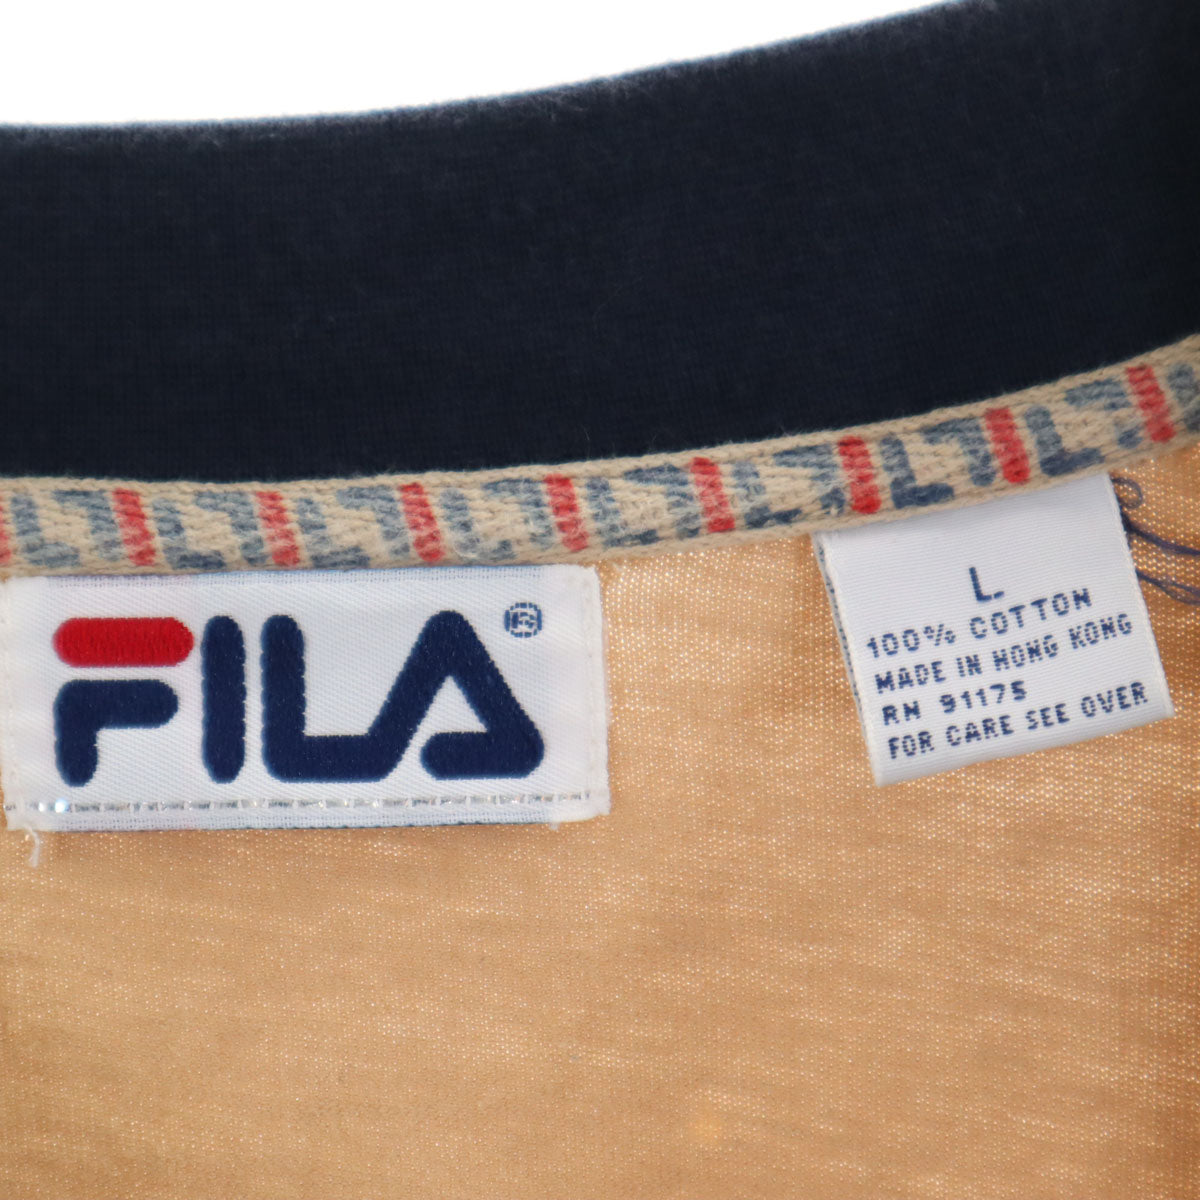 FILA®
L
100% COTTON
MADE IN HONG KONG
RN 91175
FOR CARE SEE OVER